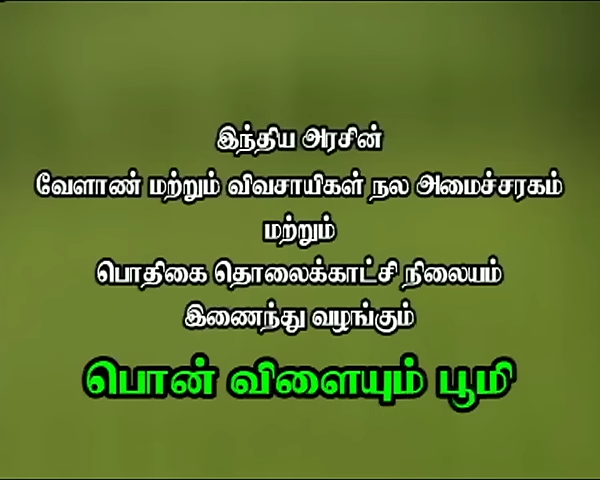 இந்திய அரசின்
வேளாண் மற்றும் விவசாயிகள் நல அமைச்சரகம்
மற்றும்
பொதிகை தொலைக்காட்சி நிலையம்
இணைந்து வழங்கும்
பொன் விளையும் பூமி